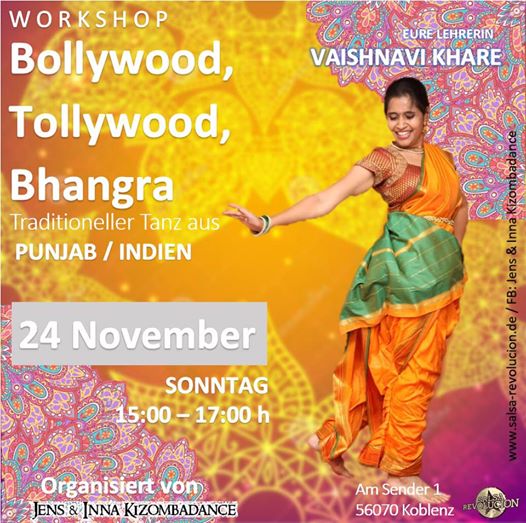 WORKSHOP
Bollywood,
Tollywood,
Bhangra
Traditioneller Tanz aus
PUNJAB / INDIEN
EURE LEHRERIN
VAISHNAVI KHARE
24 November
SONNTAG
15:00 – 17:00 h
Organisiert von
JENS & INNA KIZOMBADANCE
Am Sender 1
56070 Koblenz
REVOLUCION
www.salsa-revolucion.de / FB: Jens & Inna Kizombadance